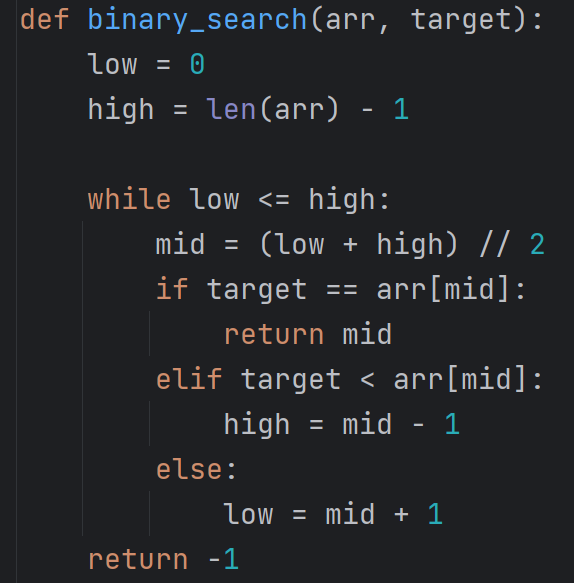 def binary_search(arr, target):
    low = 0
    high = len(arr) - 1

    while low <= high:
        mid = (low + high) // 2
        if target == arr[mid]:
            return mid
        elif target < arr[mid]:
            high = mid - 1
        else:
            low = mid + 1
    return -1